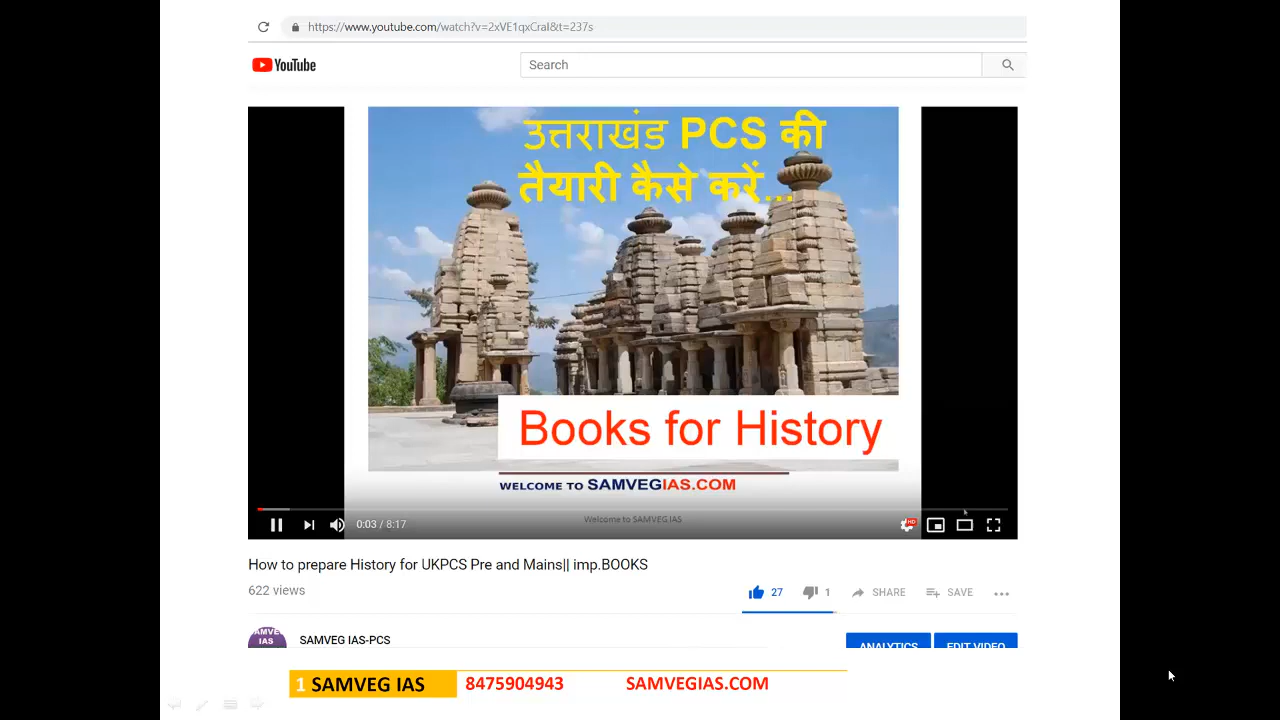 https://www.youtube.com/watch?v=2xVE1qxCraI&t=237s
YouTube
Search
उत्तराखंड PCS की
तैयारी कैसे करें...
Books for History
WELCOME TO SAMVEGIAS.COM
Welcome to SAMVEG IAS
0:03 / 8:17
HD
How to prepare History for UKPCS Pre and Mains|| imp.BOOKS
622 views
27
1
SHARE
SAVE
SAMVEG IAS
SAMVEG IAS-PCS
ANALYTICS
EDIT VIDEO
1 SAMVEG IAS 8475904943 SAMVEGIAS.COM